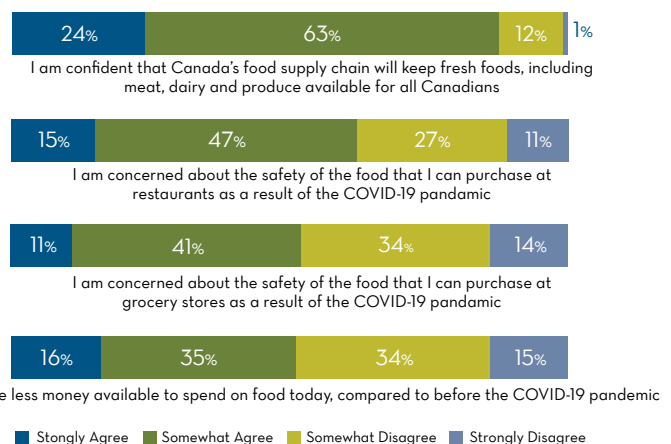 24% 63% 12% 1%
I am confident that Canada's food supply chain will keep fresh foods, including
meat, dairy and produce available for all Canadians
15% 47% 27% 11%
I am concerned about the safety of the food that I can purchase at
restaurants as a result of the COVID-19 pandamic
11% 41% 34% 14%
I am concerned about the safety of the food that I can purchase at
grocery stores as a result of the COVID-19 pandamic
16% 35% 34% 15%
less money available to spend on food today, compared to before the COVID-19 pandemic
Stongly Agree Somewhat Agree Somewhat Disagree Strongly Disagree